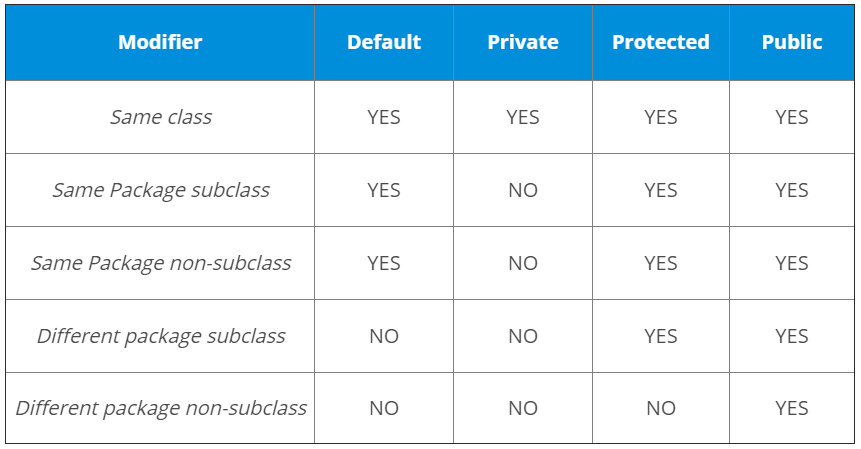 Modifier Default Private Protected Public
Same class YES YES YES YES
Same Package subclass YES NO YES YES
Same Package non-subclass YES NO YES YES
Different package subclass NO NO YES YES
Different package non-subclass NO NO NO YES